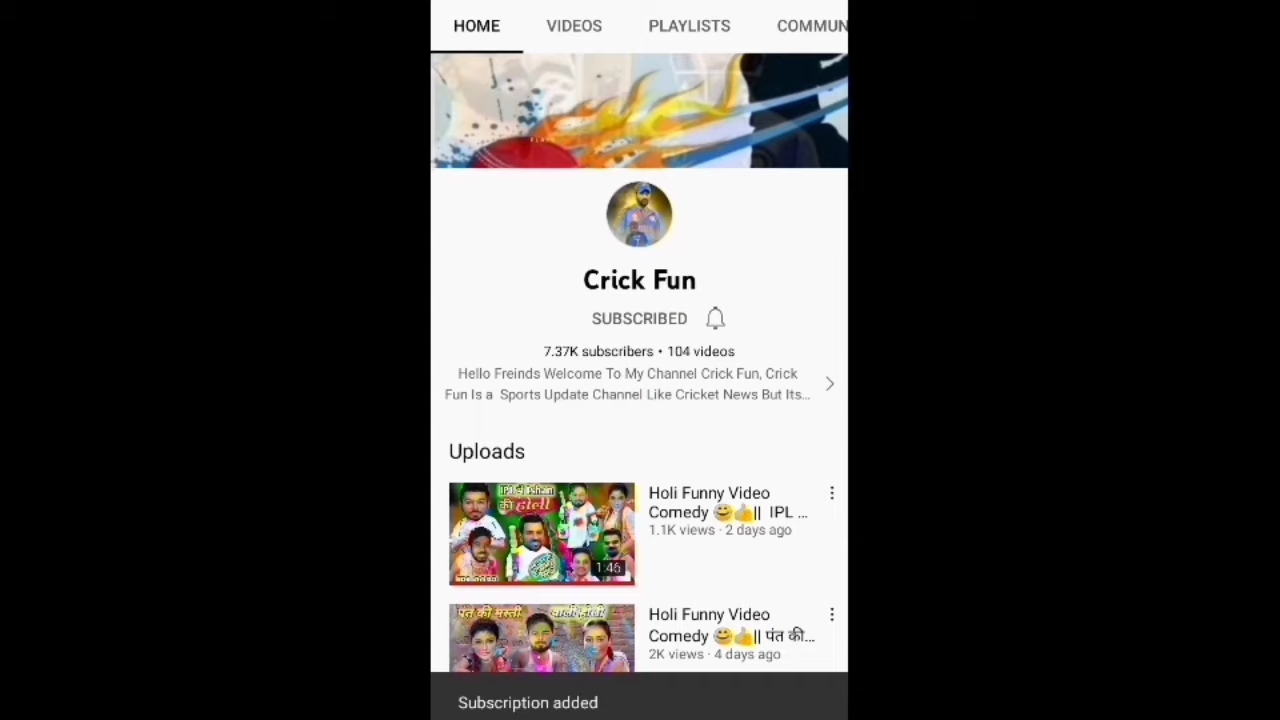 HOME VIDEOS PLAYLISTS COMMUN
Crick Fun
SUBSCRIBED
7.37K subscribers • 104 videos
Hello Freinds Welcome To My Channel Crick Fun, Crick
Fun Is a Sports Update Channel Like Cricket News But Its...
Uploads
IPL में Ishan
की होली
1:46
Holi Funny Video
Comedy 😄👍|| IPL ...
1.1K views · 2 days ago
पंत की मस्ती वाली होली
Holi Funny Video
Comedy 😄👍|| पंत की...
2K views · 4 days ago
Subscription added